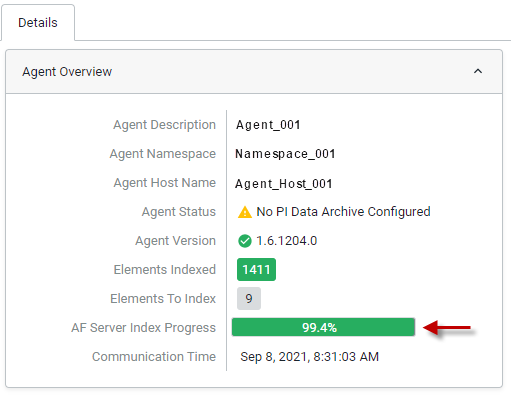 Details
Agent Overview
Agent Description Agent_001
Agent Namespace Namespace_001
Agent Host Name Agent_Host_001
Agent Status No PI Data Archive Configured
Agent Version 1.6.1204.0
Elements Indexed 1411
Elements To Index 9
AF Server Index Progress 99.4%
Communication Time Sep 8, 2021, 8:31:03 AM